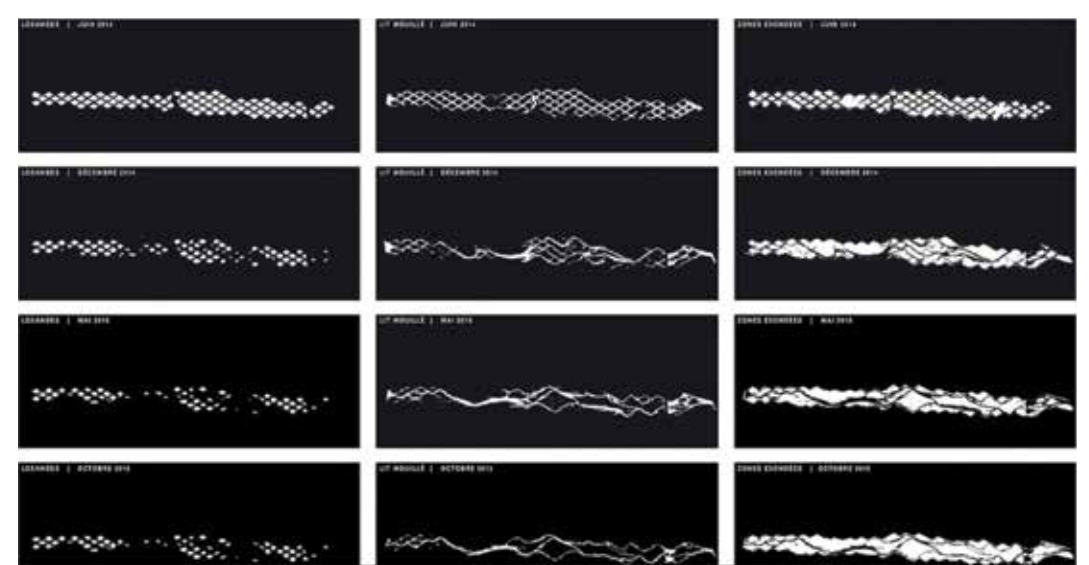 LOSANGES | JUIN 2014
LIT MOUILLÉ | JUIN 2014
ZONES EXONDÉES | JUIN 2014
LOSANGES | DÉCEMBRE 2014
LIT MOUILLÉ | DÉCEMBRE 2014
ZONES EXONDÉES | DÉCEMBRE 2014
LOSANGES | MAI 2015
LIT MOUILLÉ | MAI 2015
ZONES EXONDÉES | MAI 2015
LOSANGES | OCTOBRE 2015
LIT MOUILLÉ | OCTOBRE 2015
ZONES EXONDÉES | OCTOBRE 2015